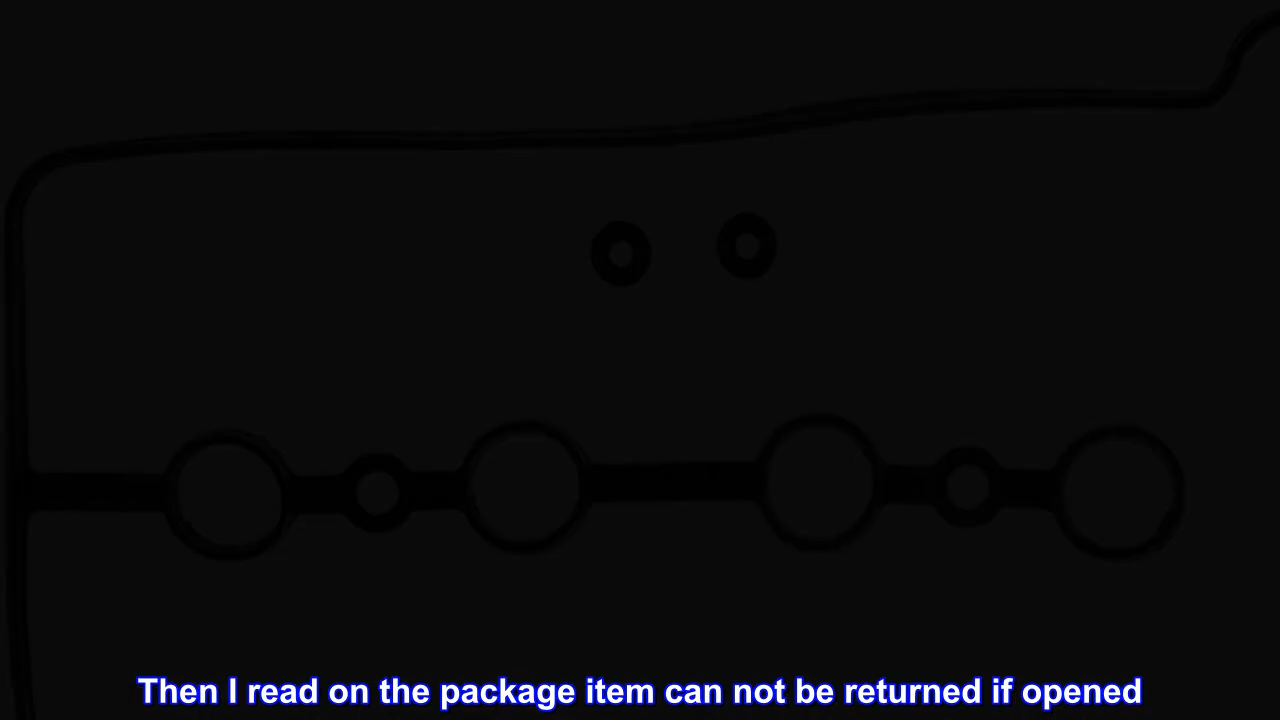 Then I read on the package item can not be returned if opened